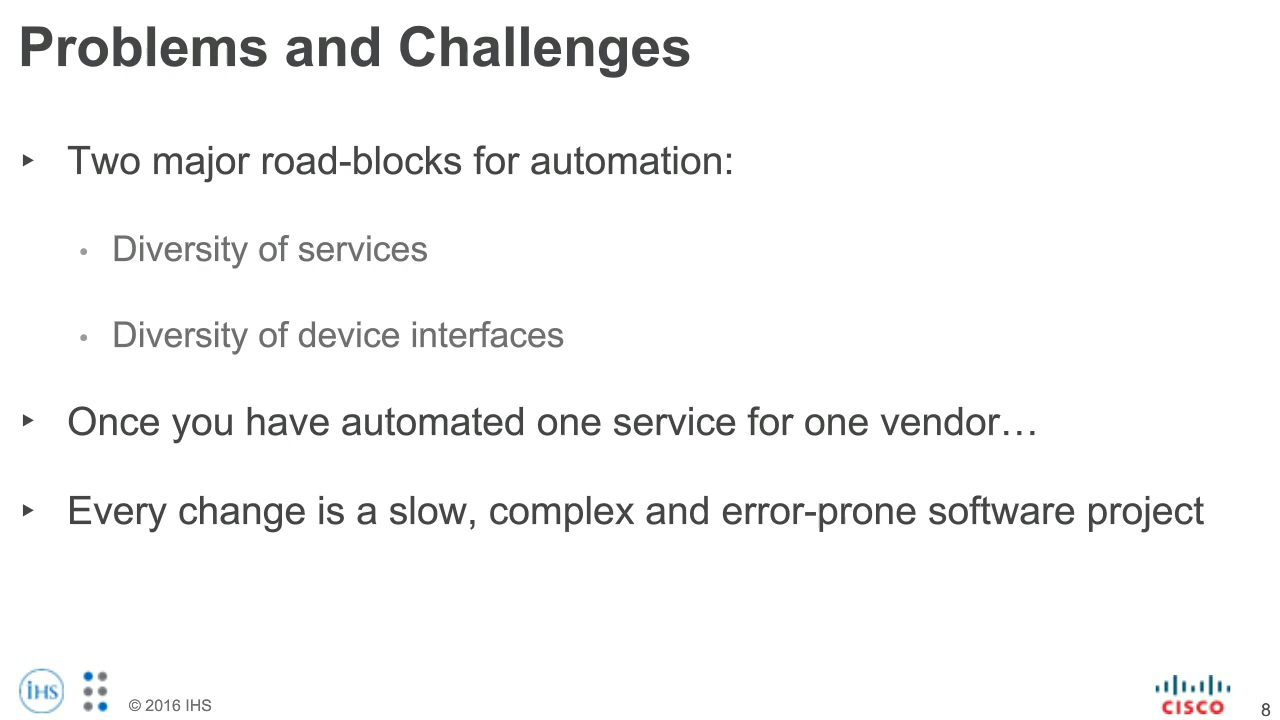 Problems and Challenges
‣ Two major road-blocks for automation:
• Diversity of services
• Diversity of device interfaces
‣ Once you have automated one service for one vendor…
‣ Every change is a slow, complex and error-prone software project
iHS
© 2016 IHS
CISCO
8